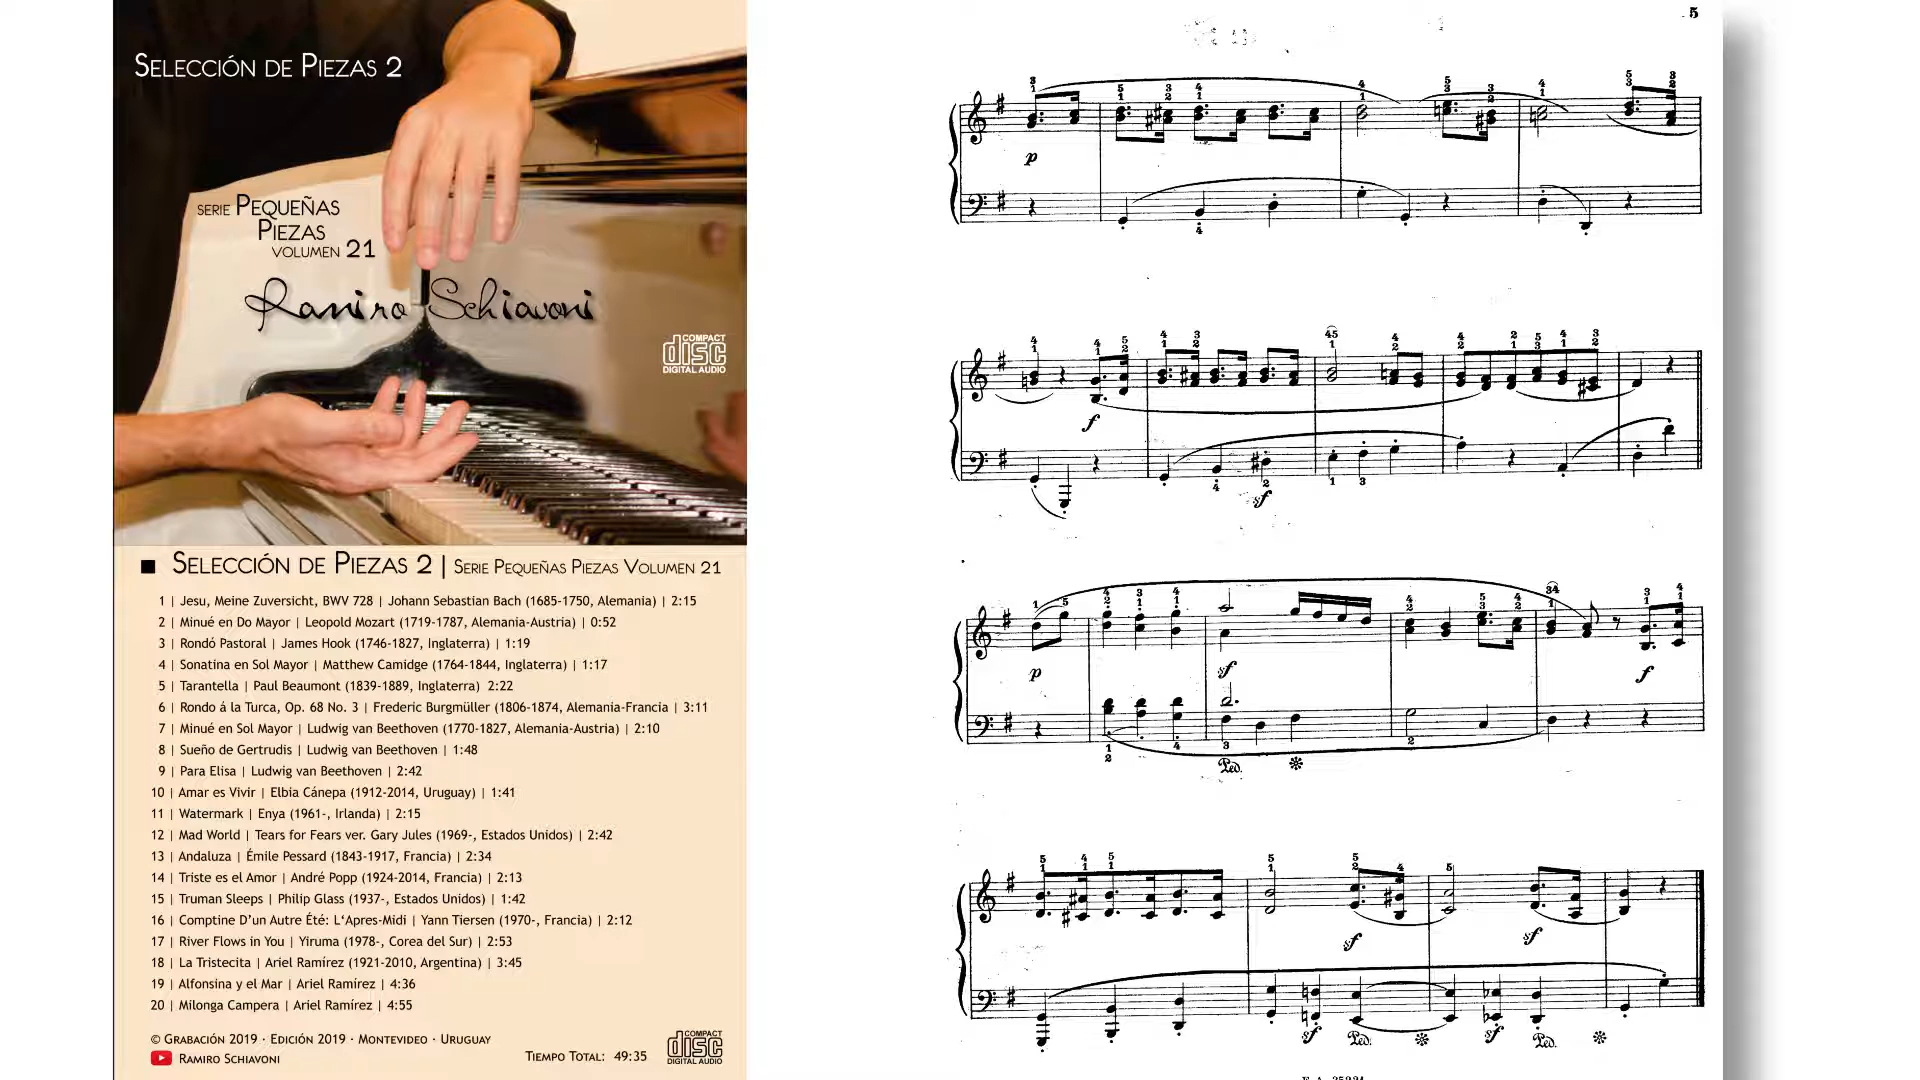 SELECCIÓN DE PIEZAS 2
SERIE PEQUEÑAS
PIEZAS
VOLUMEN 21
Ramiro Schiavoni
COMPACT
disc
DIGITAL AUDIO
■ SELECCIÓN DE PIEZAS 2 | SERIE PEQUEÑAS PIEZAS VOLUMEN 21
1 | Jesu, Meine Zuversicht, BWV 728 | Johann Sebastian Bach (1685-1750, Alemania) | 2:15
2 | Minué en Do Mayor | Leopold Mozart (1719-1787, Alemania-Austria) | 0:52
3 | Rondó Pastoral | James Hook (1746-1827, Inglaterra) | 1:19
4 | Sonatina en Sol Mayor | Matthew Camidge (1764-1844, Inglaterra) | 1:17
5 | Tarantella | Paul Beaumont (1839-1889, Inglaterra) 2:22
6 | Rondo á la Turca, Op. 68 No. 3 | Frederic Burgmüller (1806-1874, Alemania-Francia | 3:11
7 | Minué en Sol Mayor | Ludwig van Beethoven (1770-1827, Alemania-Austria) | 2:10
8 | Sueño de Gertrudis | Ludwig van Beethoven | 1:48
9 | Para Elisa | Ludwig van Beethoven | 2:42
10 | Amar es Vivir | Elbia Cánepa (1912-2014, Uruguay) | 1:41
11 | Watermark | Enya (1961-, Irlanda) | 2:15
12 | Mad World | Tears for Fears ver. Gary Jules (1969-, Estados Unidos) | 2:42
13 | Andaluza | Émile Pessard (1843-1917, Francia) | 2:34
14 | Triste es el Amor | André Popp (1924-2014, Francia) | 2:13
15 | Truman Sleeps | Philip Glass (1937-, Estados Unidos) | 1:42
16 | Comptine D'un Autre Été: L'Apres-Midi | Yann Tiersen (1970-, Francia) | 2:12
17 | River Flows in You | Yiruma (1978-, Corea del Sur) | 2:53
18 | La Tristecita | Ariel Ramírez (1921-2010, Argentina) | 3:45
19 | Alfonsina y el Mar | Ariel Ramírez | 4:36
20 | Milonga Campera | Ariel Ramírez | 4:55
© GRABACIÓN 2019 · EDICIÓN 2019 · MONTEVIDEO · URUGUAY
RAMIRO SCHIAVONI
TIEMPO TOTAL: 49:35
COMPACT
disc
DIGITAL AUDIO
5
p
f
sf
p
sf
f
Ped.
sf
sf
sf
Ped.
sf
Ped.